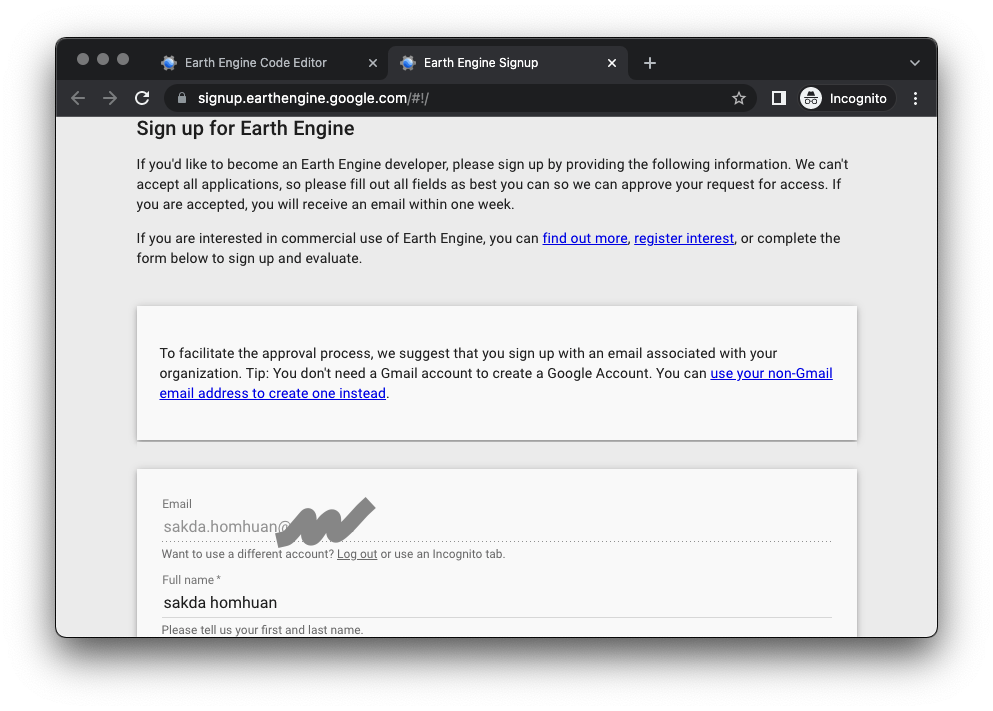 Earth Engine Code Editor
Earth Engine Signup
signup.earthengine.google.com/#!/
Incognito
Sign up for Earth Engine
If you'd like to become an Earth Engine developer, please sign up by providing the following information. We can't
accept all applications, so please fill out all fields as best you can so we can approve your request for access. If
you are accepted, you will receive an email within one week.
If you are interested in commercial use of Earth Engine, you can find out more, register interest, or complete the
form below to sign up and evaluate.
To facilitate the approval process, we suggest that you sign up with an email associated with your
organization. Tip: You don't need a Gmail account to create a Google Account. You can use your non-Gmail
email address to create one instead.
Email
sakda.homhuan@
Want to use a different account? Log out or use an Incognito tab.
Full name *
sakda homhuan
Please tell us your first and last name.